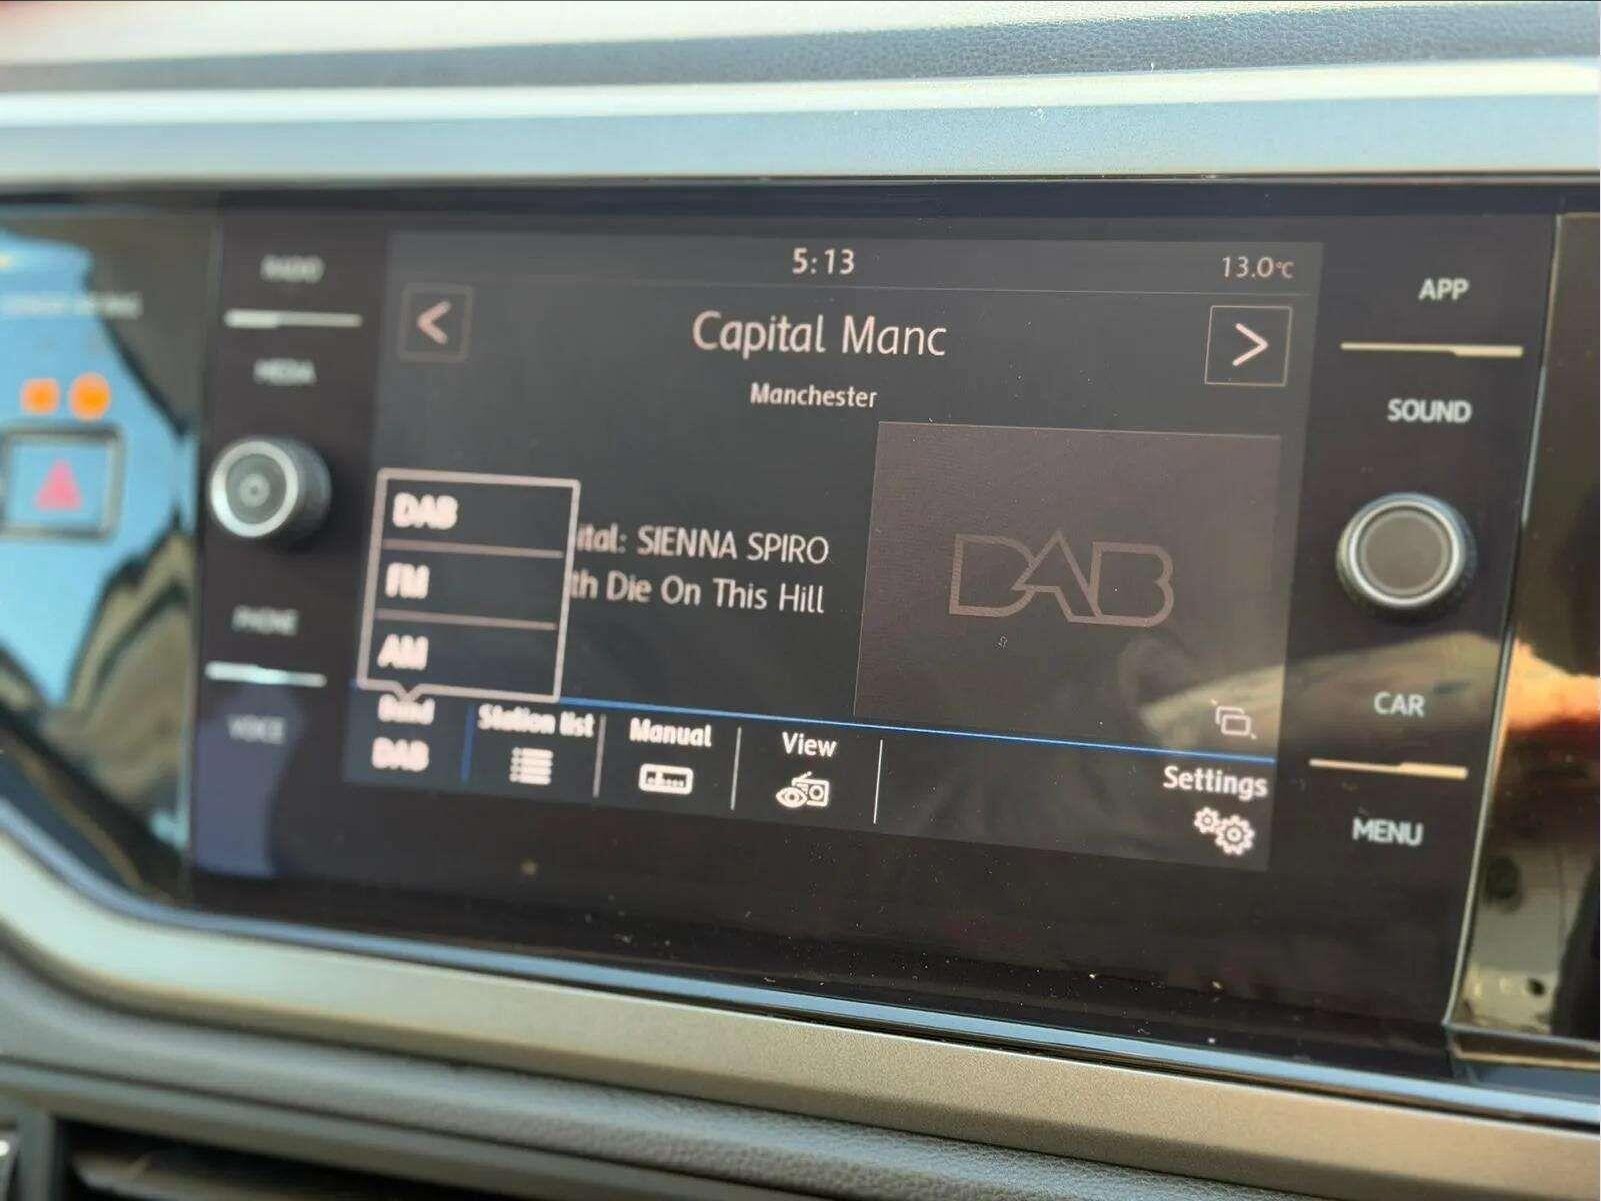 RADIO
MEDIA
PHONE
VOICE
5:13
13.0°C
<
Capital Manc
>
Manchester
DAB
FM
AM
ital: SIENNA SPIRO
th Die On This Hill
DAB
Band
DAB
Station list
Manual
View
Settings
APP
SOUND
CAR
MENU